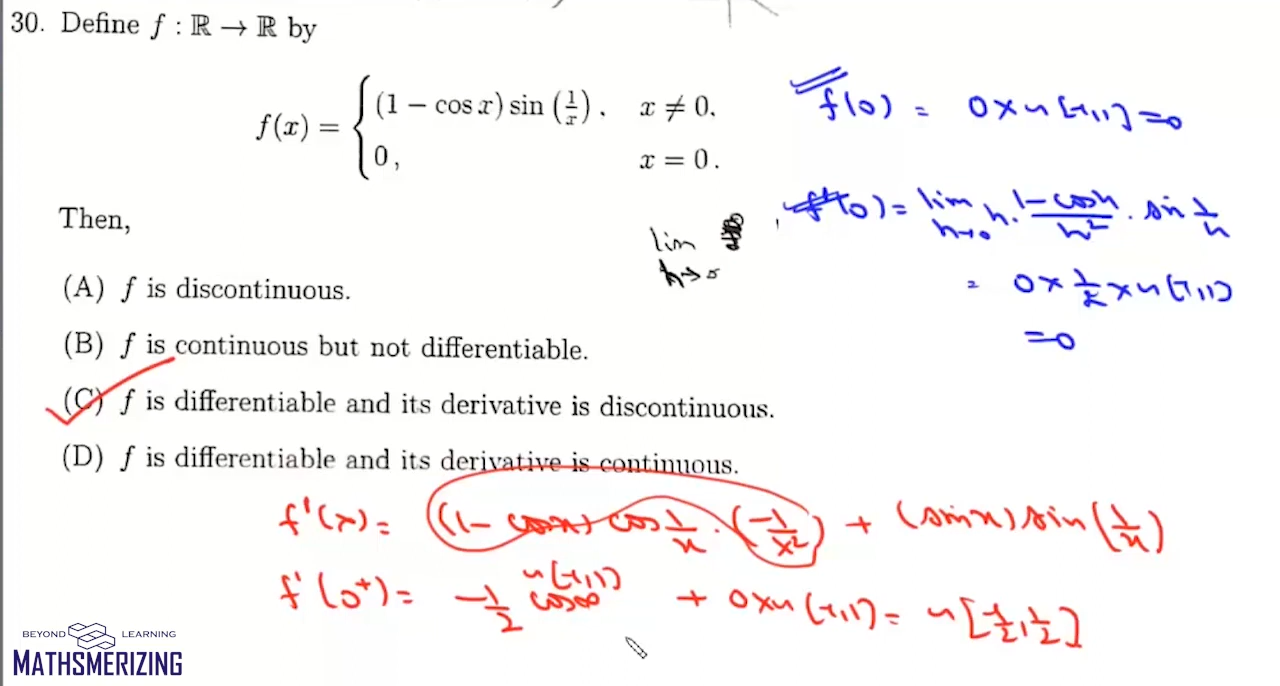 30. Define f : ℝ → ℝ by
f(x) = { (1 − cos x) sin (1/x), x ≠ 0.
0, x = 0.
f(0) = 0 × n [-1,1] = 0
f'(0) = lim h→0 h. 1-cosh/h² . sin 1/h
= 0 × 1/2 × n [-1,1]
= 0
Then,
lim h→0
(A) f is discontinuous.
(B) f is continuous but not differentiable.
(C) f is differentiable and its derivative is discontinuous.
(D) f is differentiable and its derivative is continuous.
f'(x) = (1- cosx) cos 1/x . (-1/x²) + (sinx) sin (1/x)
f'(0⁺) = -1/2 cos∞ n[-1,1] + 0 × n [-1,1] = n [-1/2, 1/2]
BEYOND LEARNING
MATHSMERIZING